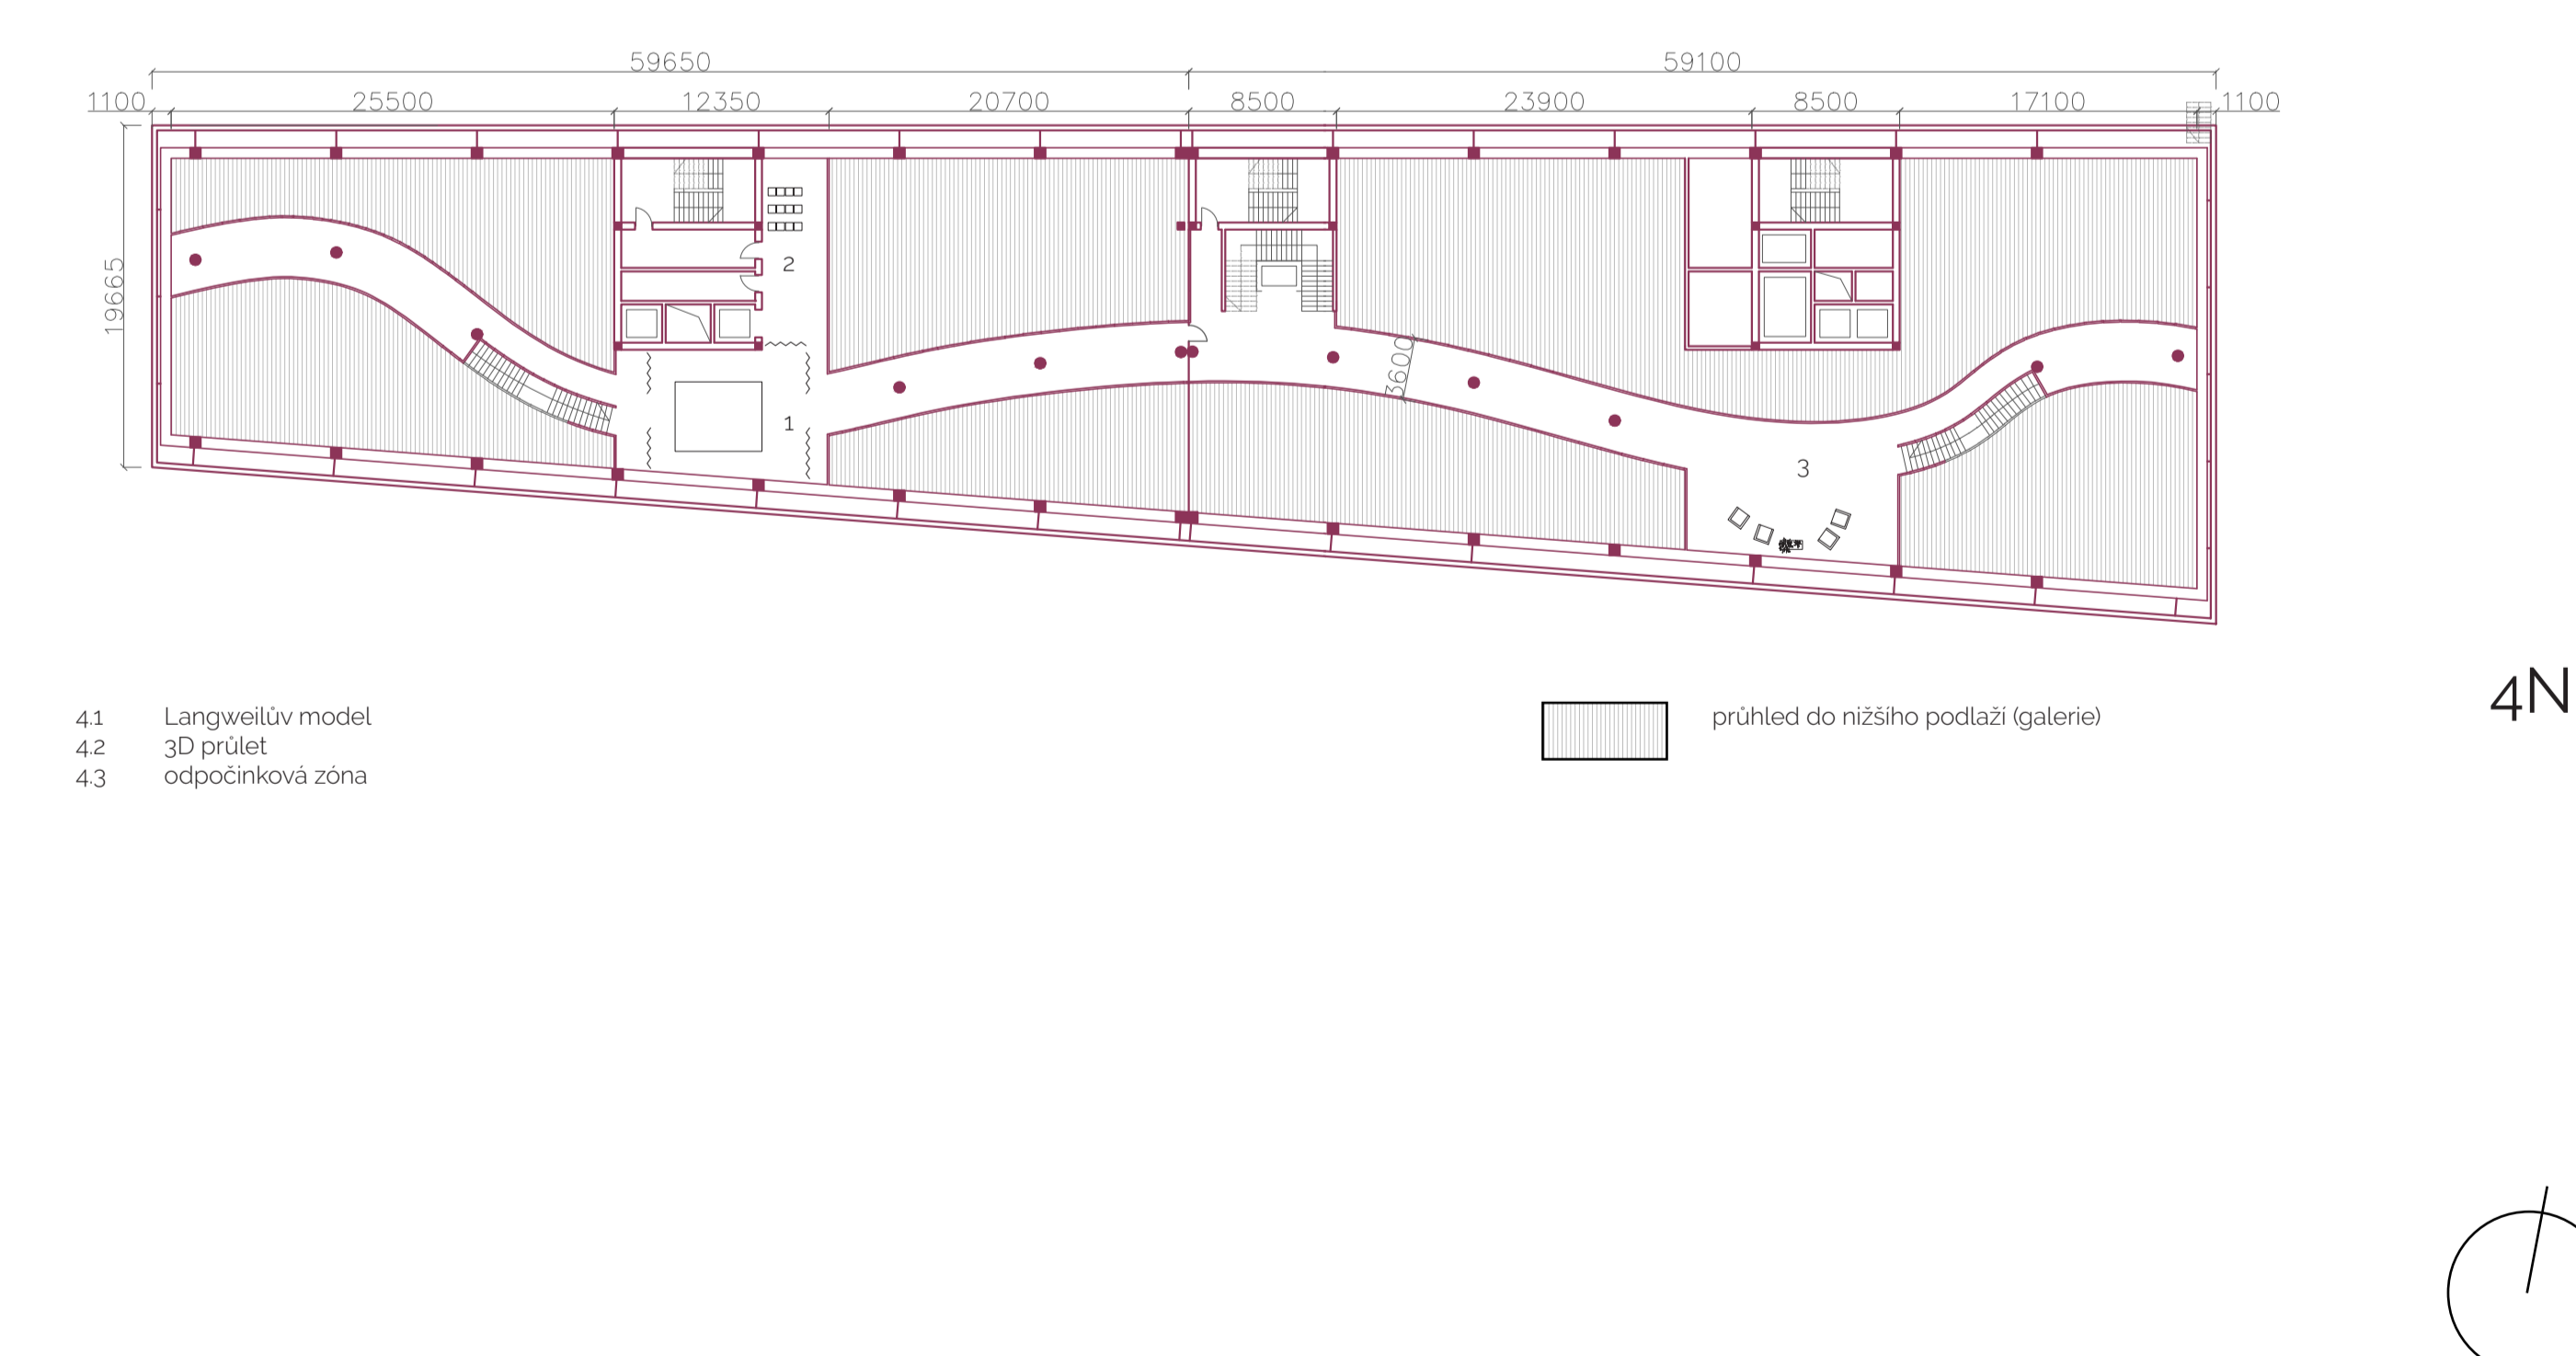 59650 59100
1100 25500 12350 20700 8500 23900 8500 17100 1100
19665
2
3600
1
3
4.1 Langweilův model
4.2 3D průlet
4.3 odpočinková zóna
průhled do nižšího podlaží (galerie)
4N